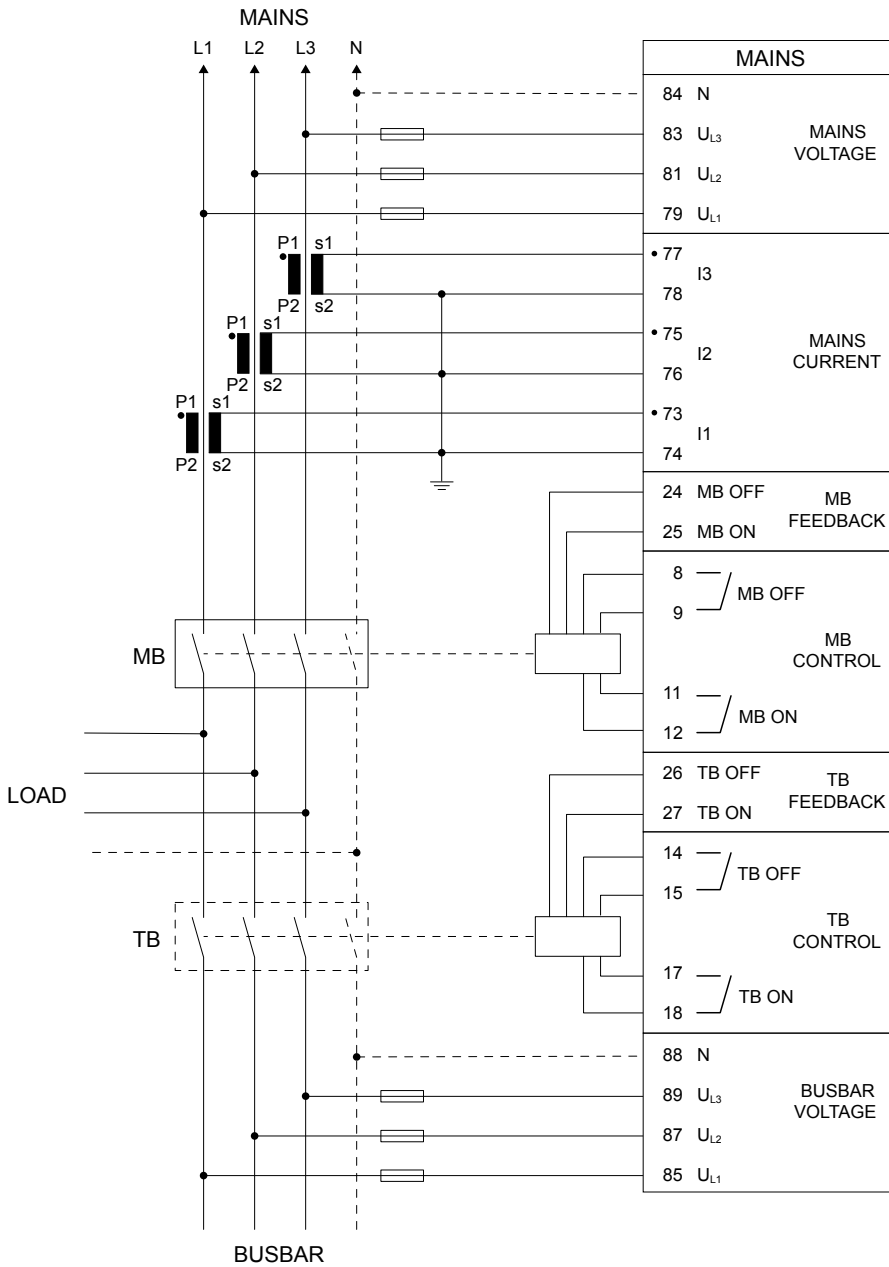 MAINS
L1 L2 L3 N
MAINS
84 N
83 UL3
MAINS
VOLTAGE
81 UL2
79 UL1
P1 s1
P2 s2
77
I3
78
P1 s1
P2 s2
75
I2
76
MAINS
CURRENT
P1 s1
P2 s2
73
I1
74
24 MB OFF
25 MB ON
MB
FEEDBACK
8
MB OFF
9
MB
MB
CONTROL
11
MB ON
12
LOAD
26 TB OFF
27 TB ON
TB
FEEDBACK
14
TB OFF
15
TB
TB
CONTROL
17
TB ON
18
88 N
89 UL3
BUSBAR
VOLTAGE
87 UL2
85 UL1
BUSBAR